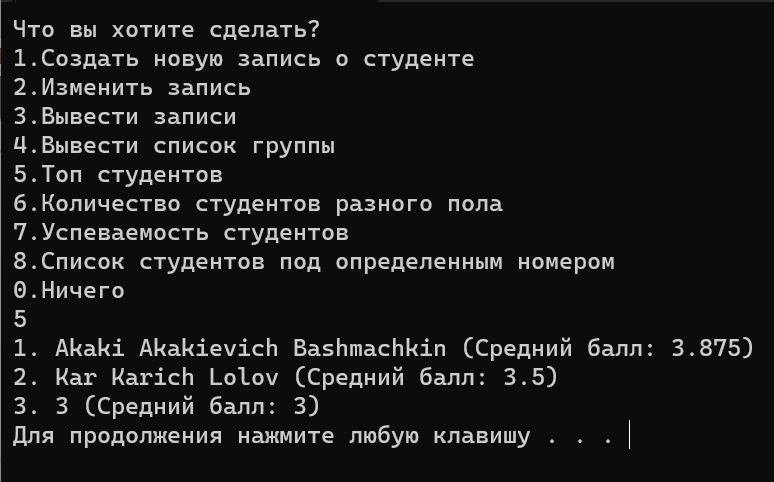 Что вы хотите сделать?
1.Создать новую запись о студенте
2.Изменить запись
3.Вывести записи
4.Вывести список группы
5.Топ студентов
6.Количество студентов разного пола
7.Успеваемость студентов
8.Список студентов под определенным номером
0.Ничего
5
1. Akaki Akakievich Bashmachkin (Средний балл: 3.875)
2. Kar Karich Lolov (Средний балл: 3.5)
3. 3 (Средний балл: 3)
Для продолжения нажмите любую клавишу . . .